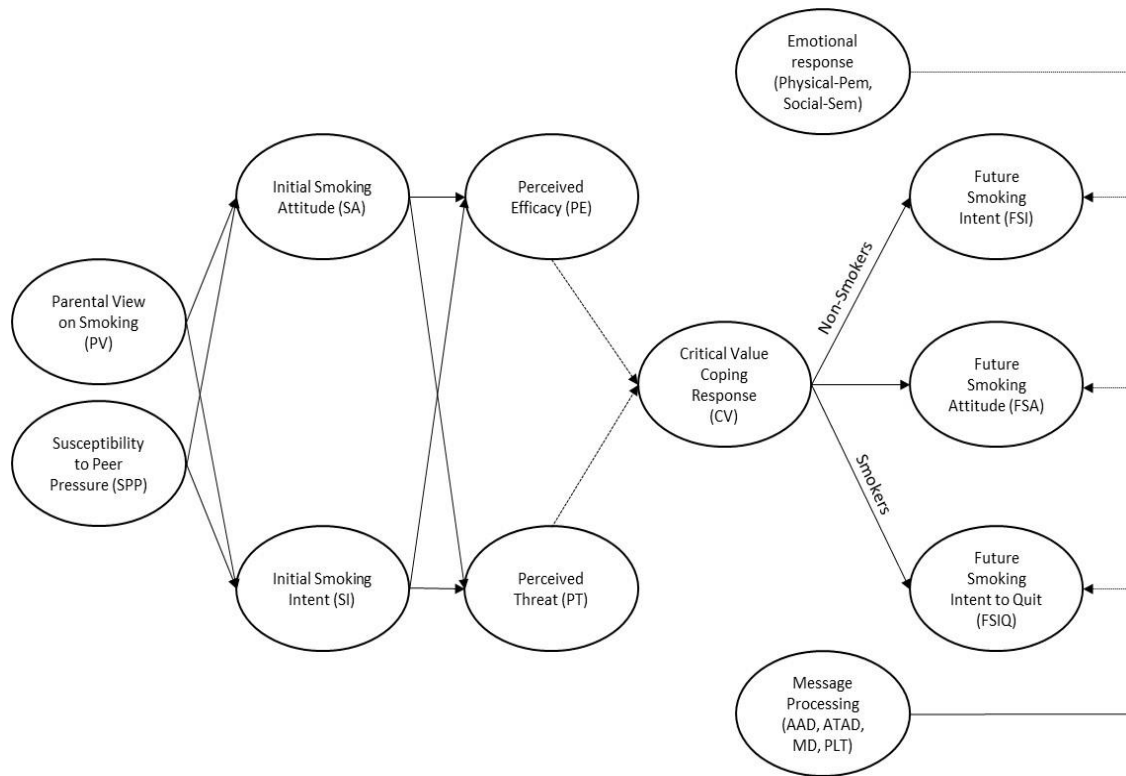 Emotional
response
(Physical-Pem,
Social-Sem)
Initial Smoking
Attitude (SA)
Perceived
Efficacy (PE)
Future
Smoking
Intent (FSI)
Parental View
on Smoking
(PV)
Non-Smokers
Critical Value
Coping
Response
(CV)
Future
Smoking
Attitude (FSA)
Susceptibility
to Peer
Pressure (SPP)
Smokers
Initial Smoking
Intent (SI)
Perceived
Threat (PT)
Future
Smoking
Intent to Quit
(FSIQ)
Message
Processing
(AAD, ATAD,
MD, PLT)